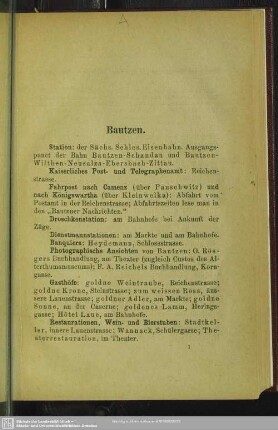 Bautzen.
Station: der Sächs. Schles. Eisenbahn. Ausgangs-
punct der Bahn Bautzen-Schandau und Bautzen-
Wilthen-Neusalza-Ebersbach-Zittau.
Kaiserliches Post- und Telegraphenamt: Reichen-
strasse.
Fahrpost nach Camenz (über Panschwitz) und
nach Königswartha (über Kleinwelka): Abfahrt vom
Postamt in der Reichenstrasse; Abfahrtszeiten lese man in
den „Bautzner Nachrichten."
Droschkenstation: am Bahnhofe bei Ankunft der
Züge.
Dienstmannstationen: am Markte und am Bahnhofe.
Banquiers: Heydemann, Schlossstrasse.
Photographische Ansichten von Bautzen: O. Rös-
gers Buchhandlung, am Theater (zugleich Custos des Al-
terthumsmuseums); F. A. Reichels Buchhandlung, Korn-
gasse.
Gasthöfe: goldne Weintraube, Reichenstrasse;
goldne Krone, Steinstrasse; zum weissen Ross, äus-
sere Lauenstrasse; goldner Adler, am Markte; goldne
Sonne, an der Caserne; goldenes Lamm, Herings-
gasse; Hôtel Laue, am Bahnhofe.
Restaurationen, Wein- und Bierstuben: Stadtkel-
ler, innere Lauenstrasse; Wannack, Schülergasse; The-
aterrestauration, im Theater.